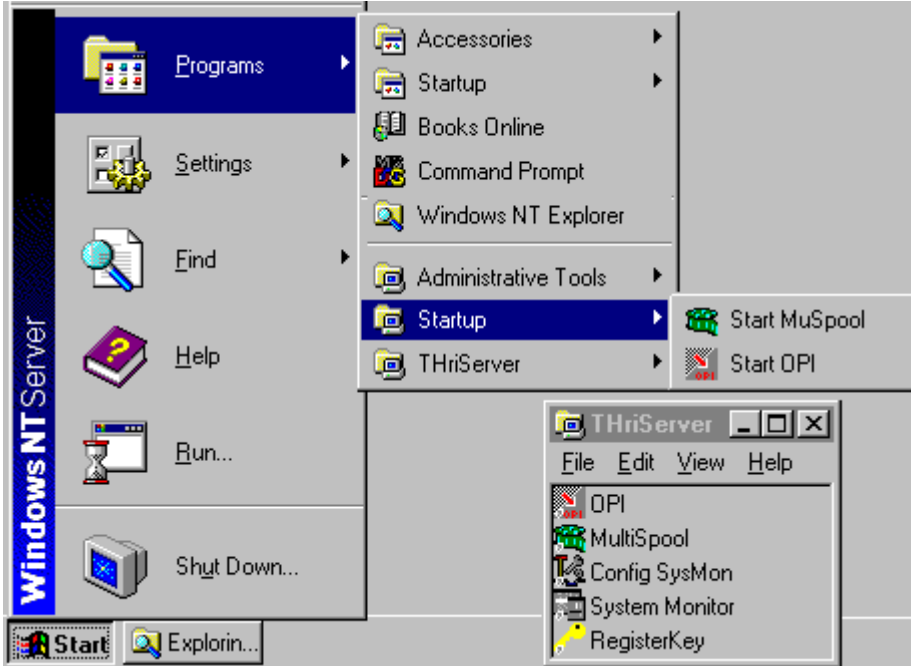 Windows NT Server
Programs
Settings
Find
Help
Run...
Shut Down...
Start
Explorin...
Accessories
Startup
Books Online
Command Prompt
Windows NT Explorer
Administrative Tools
Startup
THriServer
Start MuSpool
Start OPI
THriServer
File Edit View Help
OPI
MultiSpool
Config SysMon
System Monitor
RegisterKey